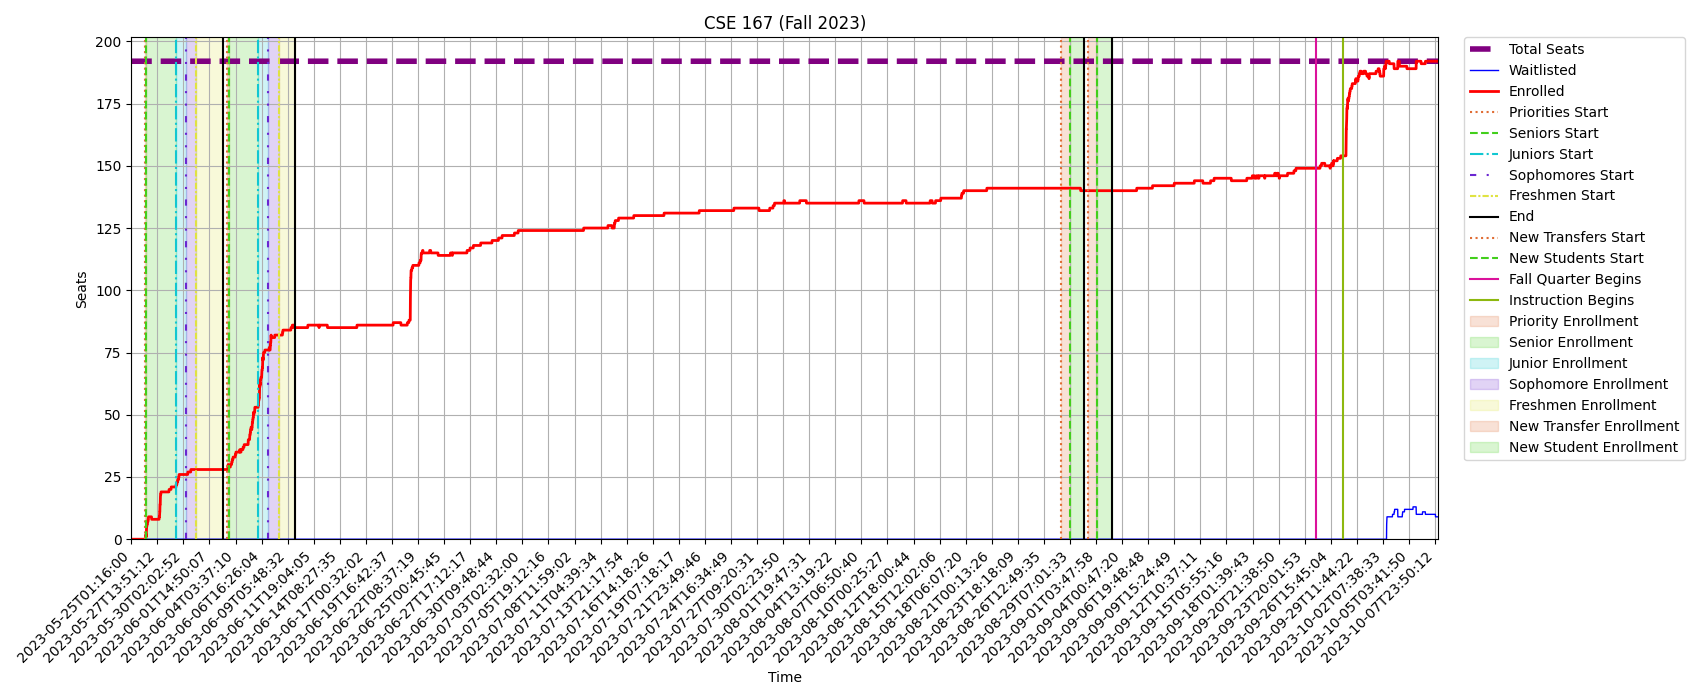 CSE 167 (Fall 2023)
200
175
150
125
100
75
50
25
0
Seats
2023-05-25T01:16:00
2023-05-27T13:51:12
2023-05-30T02:02:52
2023-06-01T14:50:07
2023-06-04T03:37:10
2023-06-06T16:26:04
2023-06-09T05:48:32
2023-06-11T19:04:05
2023-06-14T08:27:35
2023-06-17T00:32:02
2023-06-19T16:42:37
2023-06-22T08:37:19
2023-06-25T00:45:45
2023-06-27T17:12:17
2023-06-30T09:48:44
2023-07-03T02:32:00
2023-07-05T19:12:16
2023-07-08T11:59:02
2023-07-11T04:39:34
2023-07-13T21:17:54
2023-07-16T14:18:26
2023-07-19T07:18:17
2023-07-21T23:49:46
2023-07-24T16:34:49
2023-07-27T09:20:31
2023-07-30T02:23:50
2023-08-01T19:47:31
2023-08-04T13:19:22
2023-08-07T06:50:40
2023-08-10T00:25:27
2023-08-12T18:00:44
2023-08-15T12:02:06
2023-08-18T06:07:20
2023-08-21T00:13:26
2023-08-23T18:18:09
2023-08-26T12:49:35
2023-08-29T07:01:33
2023-09-01T03:47:58
2023-09-04T00:47:20
2023-09-06T19:48:48
2023-09-09T15:24:49
2023-09-12T10:37:11
2023-09-15T05:55:16
2023-09-18T01:39:43
2023-09-20T21:38:50
2023-09-23T20:01:53
2023-09-26T15:45:04
2023-09-29T11:44:22
2023-10-02T07:38:33
2023-10-05T03:41:50
2023-10-07T23:50:12
Time
Total Seats
Waitlisted
Enrolled
Priorities Start
Seniors Start
Juniors Start
Sophomores Start
Freshmen Start
End
New Transfers Start
New Students Start
Fall Quarter Begins
Instruction Begins
Priority Enrollment
Senior Enrollment
Junior Enrollment
Sophomore Enrollment
Freshmen Enrollment
New Transfer Enrollment
New Student Enrollment